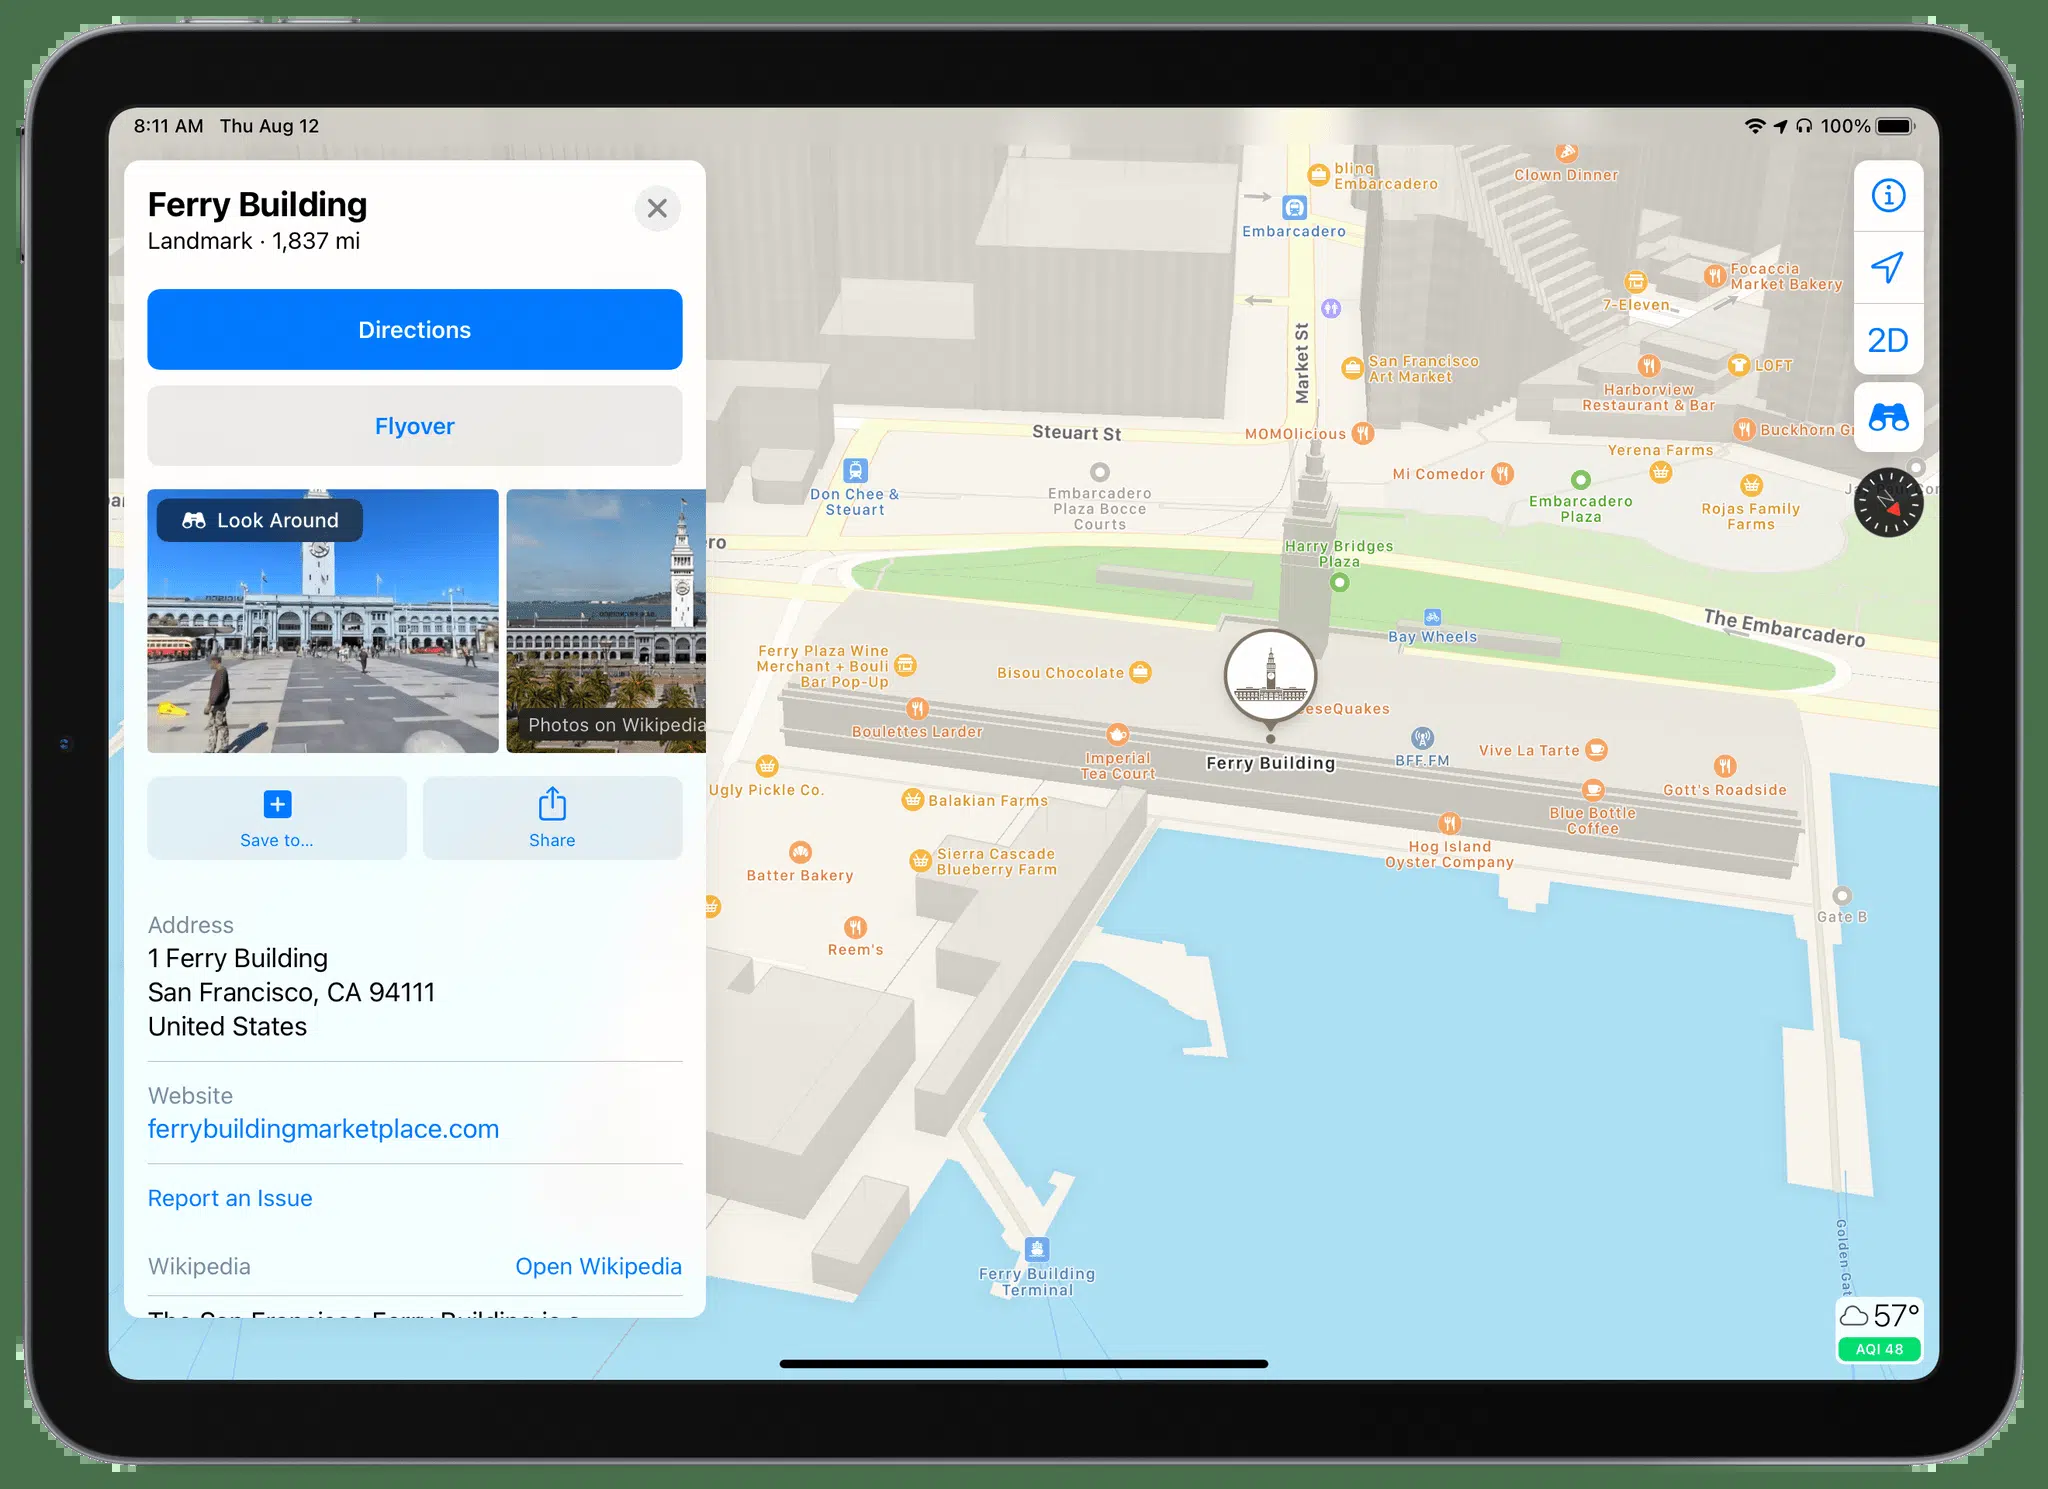 8:11 AM Thu Aug 12
100%
Ferry Building
Landmark · 1,837 mi
Directions
Flyover
Look Around
Photos on Wikipedia
Save to...
Share
Address
1 Ferry Building
San Francisco, CA 94111
United States
Website
ferrybuildingmarketplace.com
Report an Issue
Wikipedia
Open Wikipedia
The San Francisco Ferry Building is a
blinq
Embarcadero
Clown Dinner
Embarcadero
Focaccia
Market Bakery
7-Eleven
2D
Market St
San Francisco
Art Market
LOFT
Harborview
Restaurant & Bar
Steuart St
MOMOlicious
Buckhorn Gr
Yerena Farms
Mi Comedor
Don Chee &
Steuart
Embarcadero
Plaza Bocce
Courts
Embarcadero
Plaza
Rojas Family
Farms
N
ro
Harry Bridges
Plaza
The Embarcadero
Bay Wheels
Ferry Plaza Wine
Merchant + Bouli
Bar Pop-Up
Bisou Chocolate
eseQuakes
Boulettes Larder
Imperial
Tea Court
Ferry Building
BFF.FM
Vive La Tarte
Ugly Pickle Co.
Balakian Farms
Gott's Roadside
Blue Bottle
Coffee
Hog Island
Oyster Company
Batter Bakery
Sierra Cascade
Blueberry Farm
Gate B
Reem's
Ferry Building
Terminal
Golden Gat
57°
AQI 48